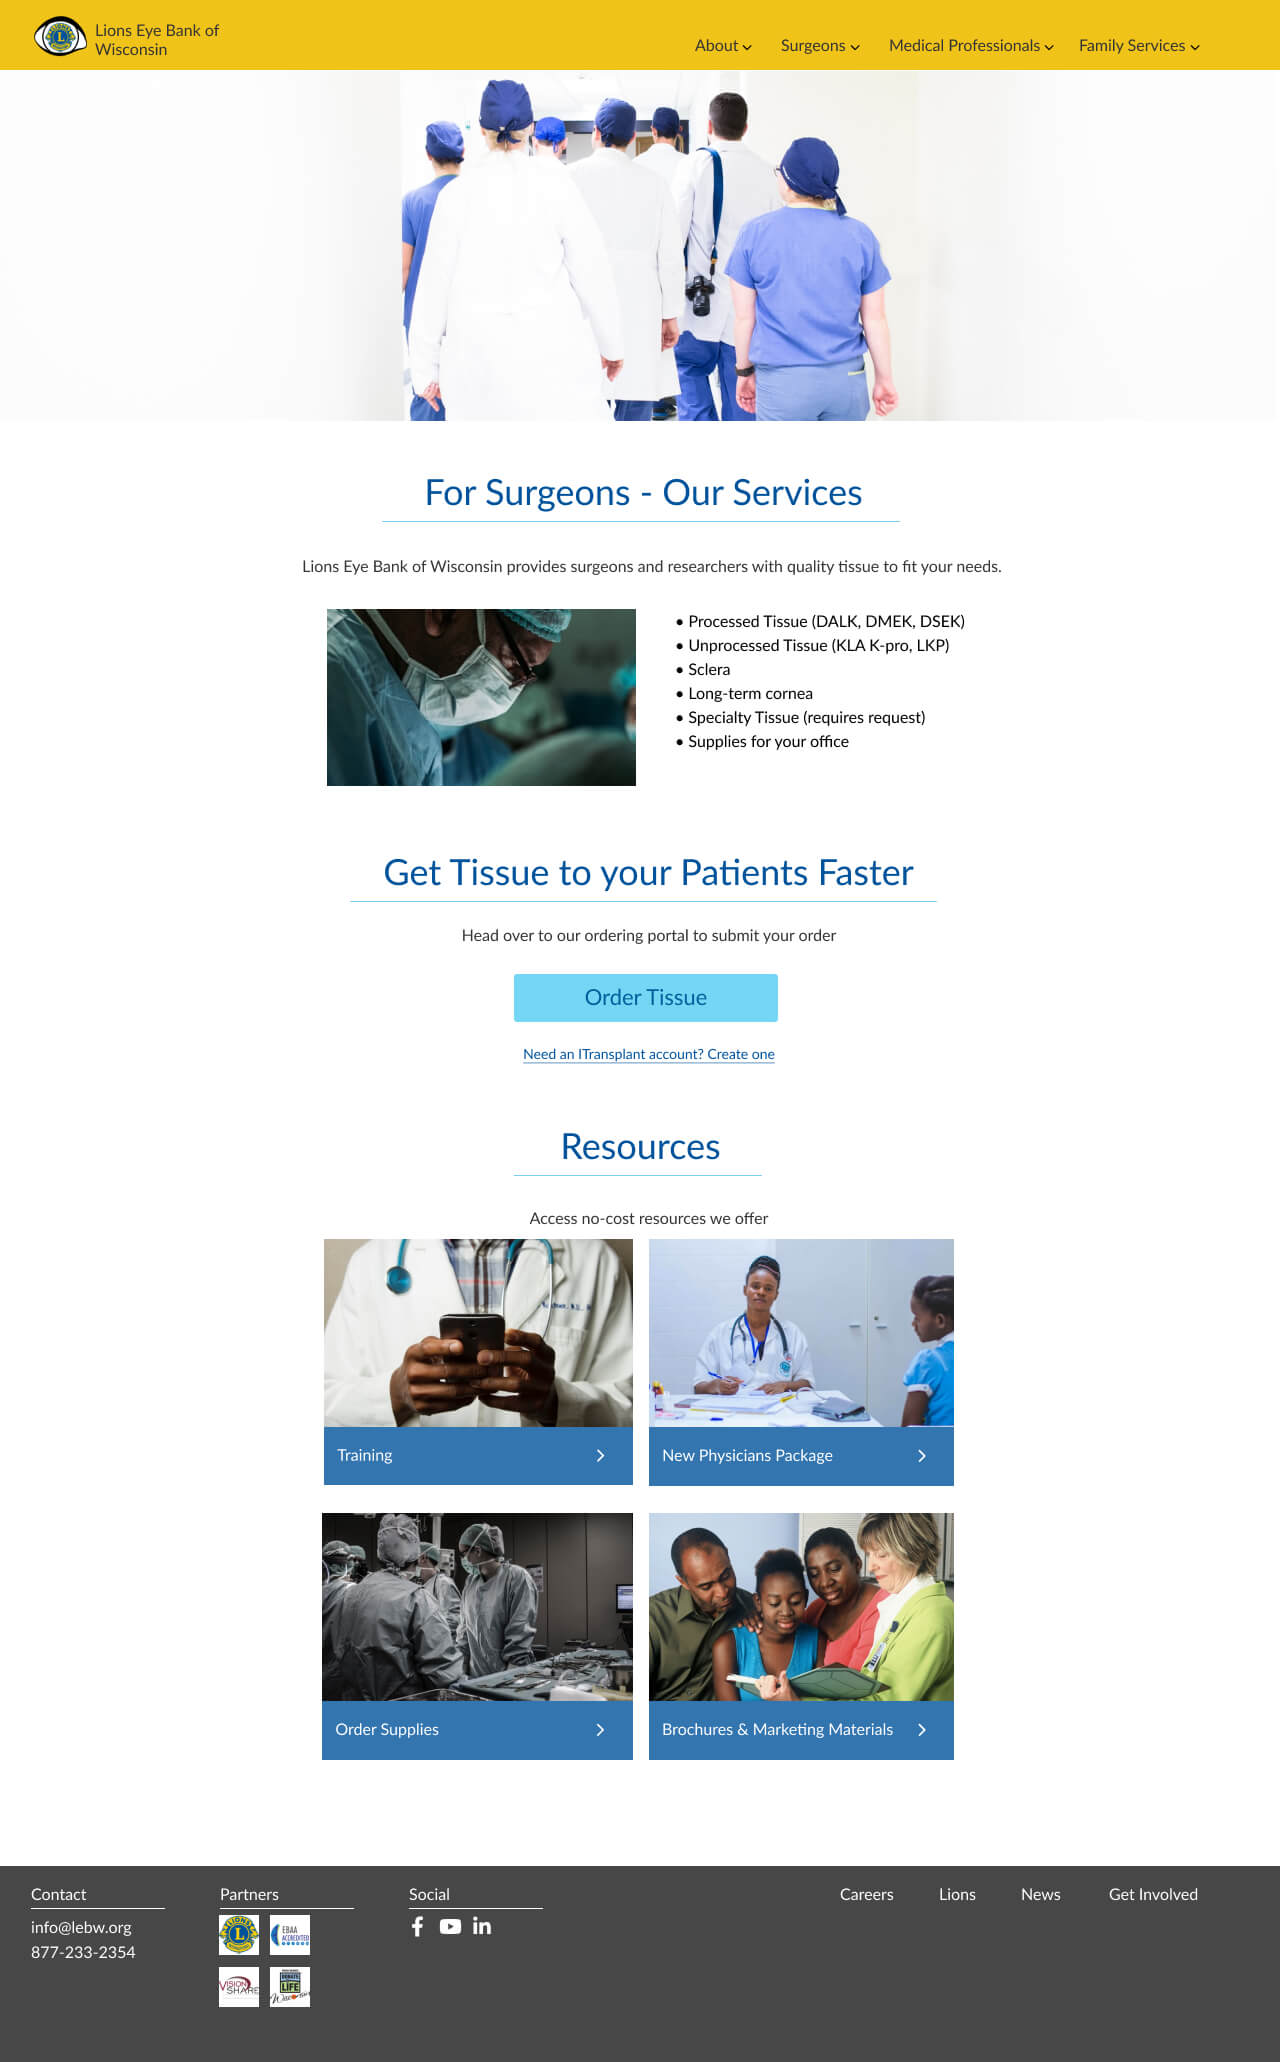 Lions Eye Bank of
Wisconsin
About
Surgeons
Medical Professionals
Family Services
For Surgeons - Our Services
Lions Eye Bank of Wisconsin provides surgeons and researchers with quality tissue to fit your needs.
• Processed Tissue (DALK, DMEK, DSEK)
• Unprocessed Tissue (KLA K-pro, LKP)
• Sclera
• Long-term cornea
• Specialty Tissue (requires request)
• Supplies for your office
Get Tissue to your Patients Faster
Head over to our ordering portal to submit your order
Order Tissue
Need an ITransplant account? Create one
Resources
Access no-cost resources we offer
Training
New Physicians Package
Order Supplies
Brochures & Marketing Materials
Contact
Partners
Social
Careers
Lions
News
Get Involved
info@lebw.org
877-233-2354
LIONS
L
EBAA
ACCREDITED
VISION
SHARE
DONATE
LIFE